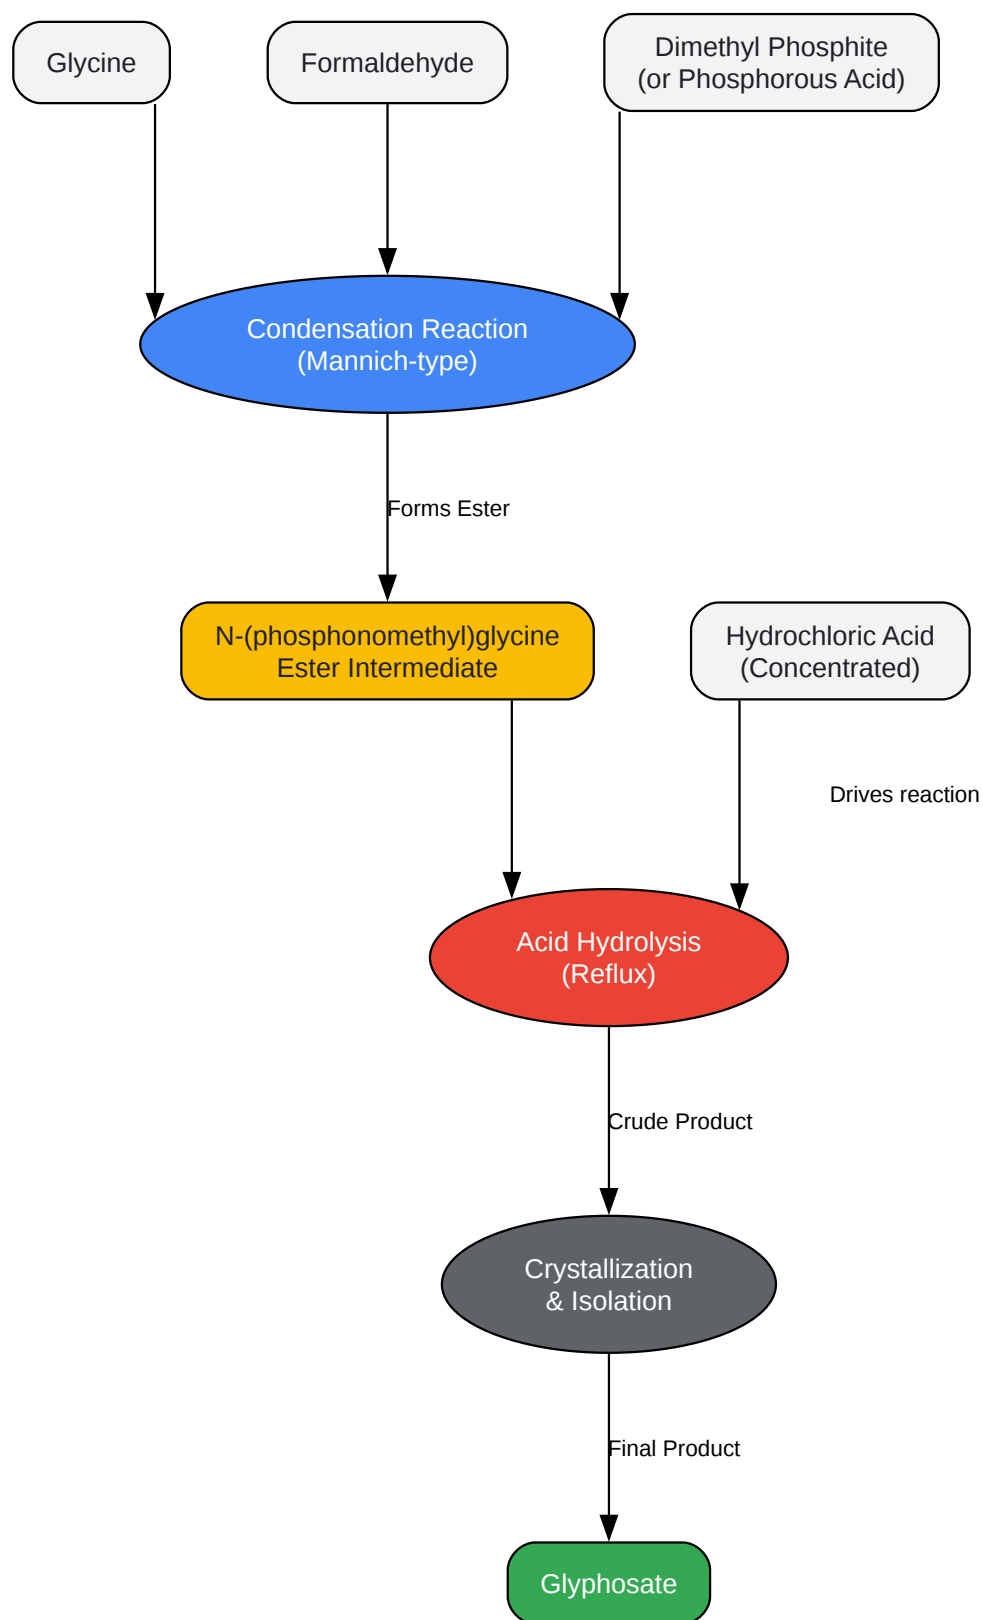 Glycine
Formaldehyde
Dimethyl Phosphite
(or Phosphorous Acid)
Condensation Reaction
(Mannich-type)
Forms Ester
N-(phosphonomethyl)glycine
Ester Intermediate
Hydrochloric Acid
(Concentrated)
Drives reaction
Acid Hydrolysis
(Reflux)
Crude Product
Crystallization
& Isolation
Final Product
Glyphosate